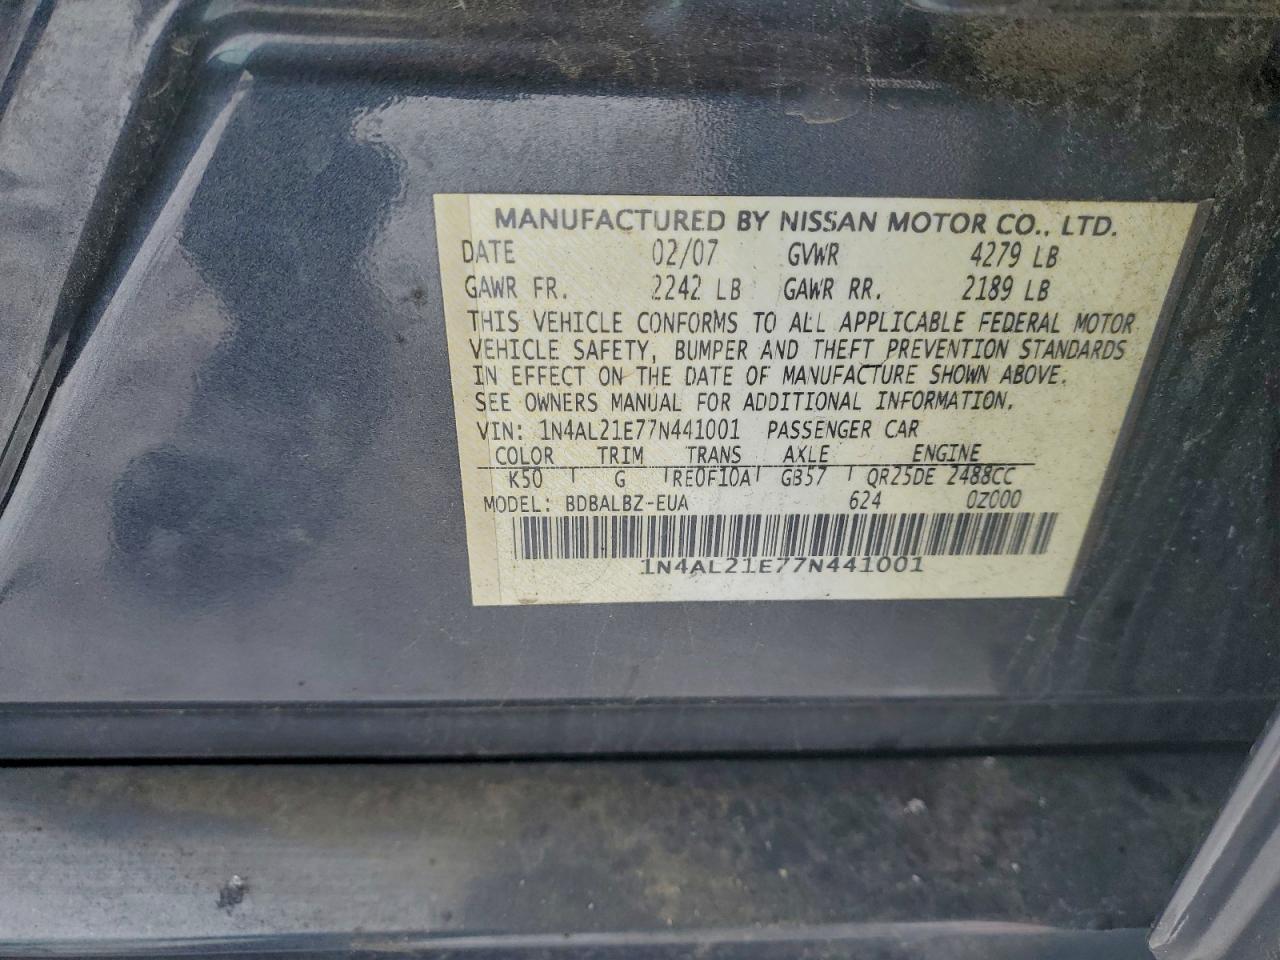 MANUFACTURED BY NISSAN MOTOR CO., LTD.
DATE 02/07 GVWR 4279 LB
GAWR FR. 2242 LB GAWR RR. 2189 LB
THIS VEHICLE CONFORMS TO ALL APPLICABLE FEDERAL MOTOR
VEHICLE SAFETY, BUMPER AND THEFT PREVENTION STANDARDS
IN EFFECT ON THE DATE OF MANUFACTURE SHOWN ABOVE.
SEE OWNERS MANUAL FOR ADDITIONAL INFORMATION.
VIN: 1N4AL21E77N441001 PASSENGER CAR
COLOR TRIM TRANS AXLE ENGINE
K50 G RE0F10A GB57 QR25DE 2488CC
MODEL: BDBALBZ-EUA 624 0Z000
1N4AL21E77N441001